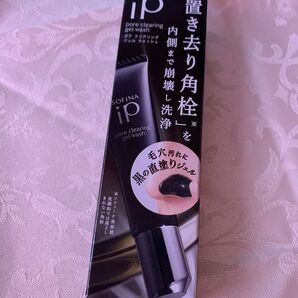 iP
pore clearing
gel wash
ポア クリアリング
ジェル ウォッシュ
置き去り角栓」※を
内側まで崩壊し洗浄
SOFINA
iP
pore clearing
gel wash
毛穴汚れに
黒の直塗りジェル